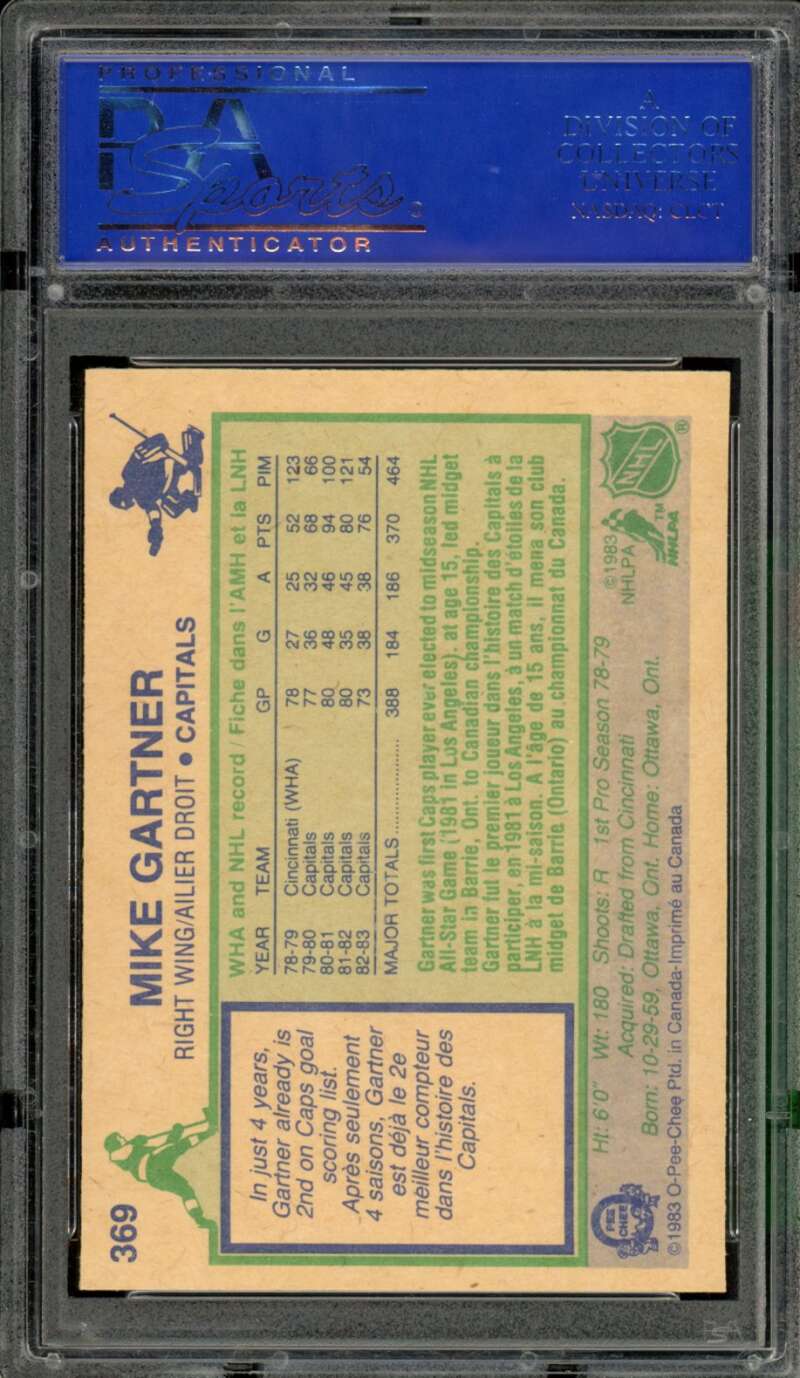 PROFESSIONAL
PSA
Sports
AUTHENTICATOR
A
DIVISION OF
COLLECTORS
UNIVERSE
NASDAQ: CLCT
369
MIKE GARTNER
RIGHT WING/AILIER DROIT • CAPITALS
In just 4 years,
Gartner already is
2nd on Caps goal
scoring list.
Après seulement
4 saisons, Gartner
est déjà le 2e
meilleur compteur
dans l'histoire des
Capitals.
WHA and NHL record / Fiche dans l'AMH et la LNH
YEAR TEAM GP G A PTS PIM
78-79 Cincinnati (WHA) 78 27 25 52 123
79-80 Capitals 77 36 32 68 66
80-81 Capitals 80 48 46 94 100
81-82 Capitals 80 35 45 80 121
82-83 Capitals 73 38 38 76 54
MAJOR TOTALS .................. 388 184 186 370 464
Gartner was first Caps player ever elected to midseason NHL
All-Star Game (1981 in Los Angeles). at age 15, led midget
team in Barrie, Ont. to Canadian championship.
Gartner fut le premier joueur dans l'histoire des Capitals à
participer, en 1981 à Los Angeles, à un match d'étoiles de la
LNH à la mi-saison. A l'âge de 15 ans, il mena son club
midget de Barrie (Ontario) au championnat du Canada.
Ht: 6'0" Wt: 180 Shoots: R 1st Pro Season 78-79
Acquired: Drafted from Cincinnati
Born: 10-29-59, Ottawa, Ont. Home: Ottawa, Ont.
©1983
NHLPA
NHLPA
TM
NHL
®
PEE
CHEE
©1983 O-Pee-Chee Ptd. in Canada-Imprimé au Canada
PSA